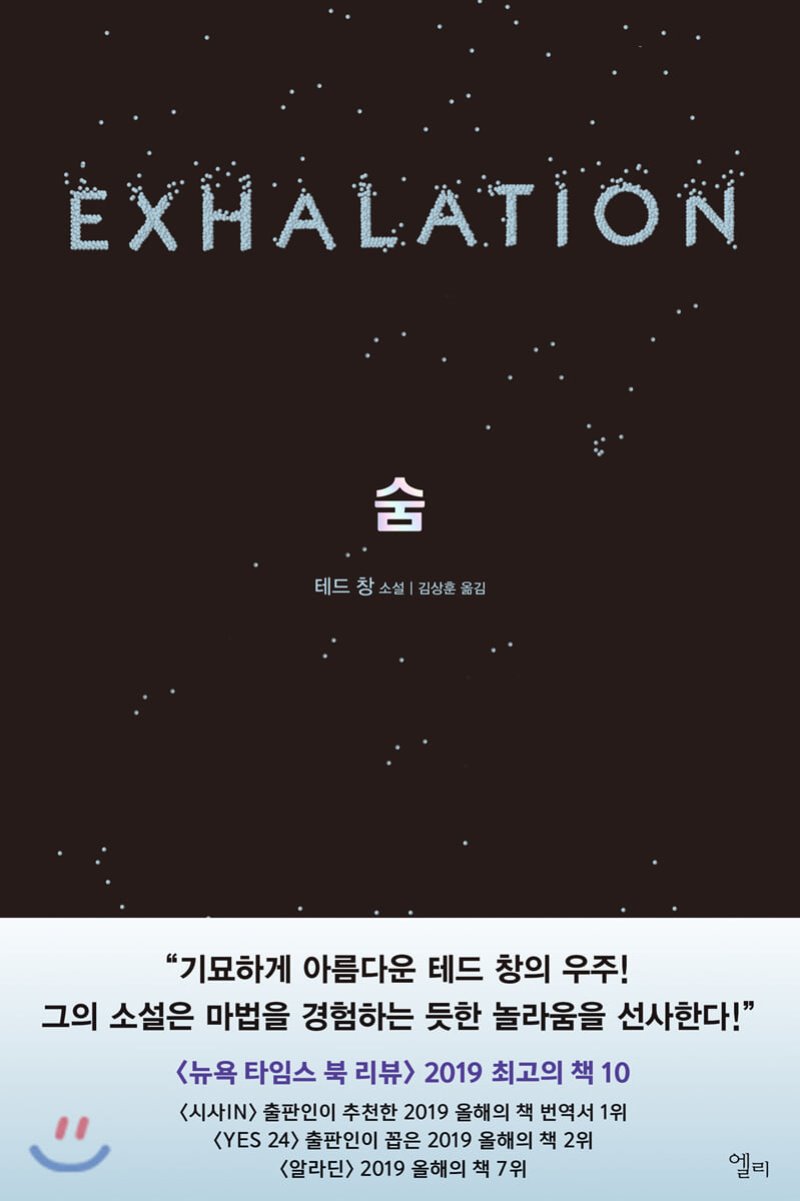 EXHALATION
숨
테드 창 소설 | 김상훈 옮김
“기묘하게 아름다운 테드 창의 우주!
그의 소설은 마법을 경험하는 듯한 놀라움을 선사한다!”
〈뉴욕 타임스 북 리뷰〉 2019 최고의 책 10
〈시사IN〉 출판인이 추천한 2019 올해의 책 번역서 1위
〈YES 24〉 출판인이 꼽은 2019 올해의 책 2위
〈알라딘〉 2019 올해의 책 7위
엘리